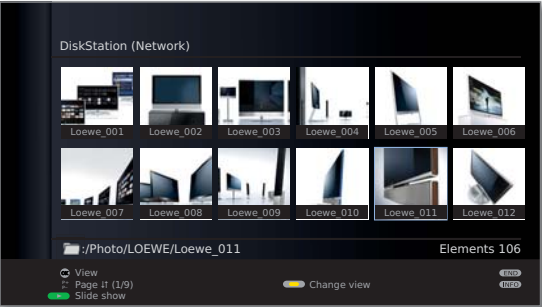 DiskStation (Network)
Loewe_001 Loewe_002 Loewe_003 Loewe_004 Loewe_005 Loewe_006
Loewe_007 Loewe_008 Loewe_009 Loewe_010 Loewe_011 Loewe_012
:/Photo/LOEWE/Loewe_011 Elements 106
OK View END
Page ↓↑ (1/9) Change view INFO
Slide show